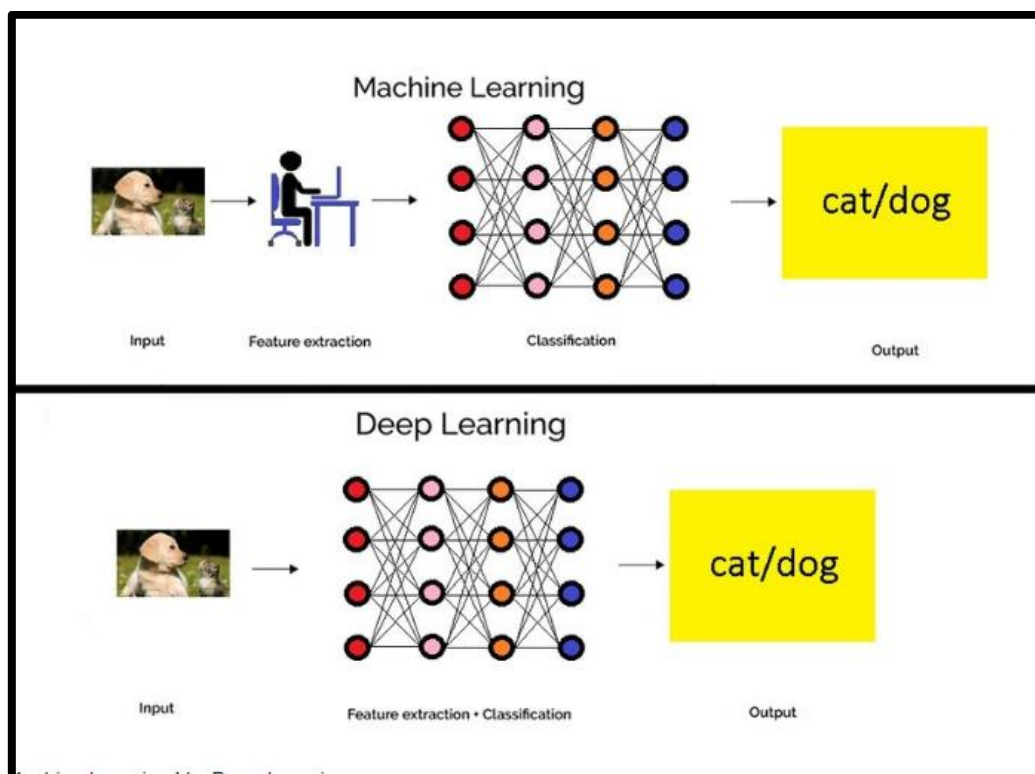 Machine Learning
cat/dog
Input
Feature extraction
Classification
Output
Deep Learning
cat/dog
Input
Feature extraction + Classification
Output